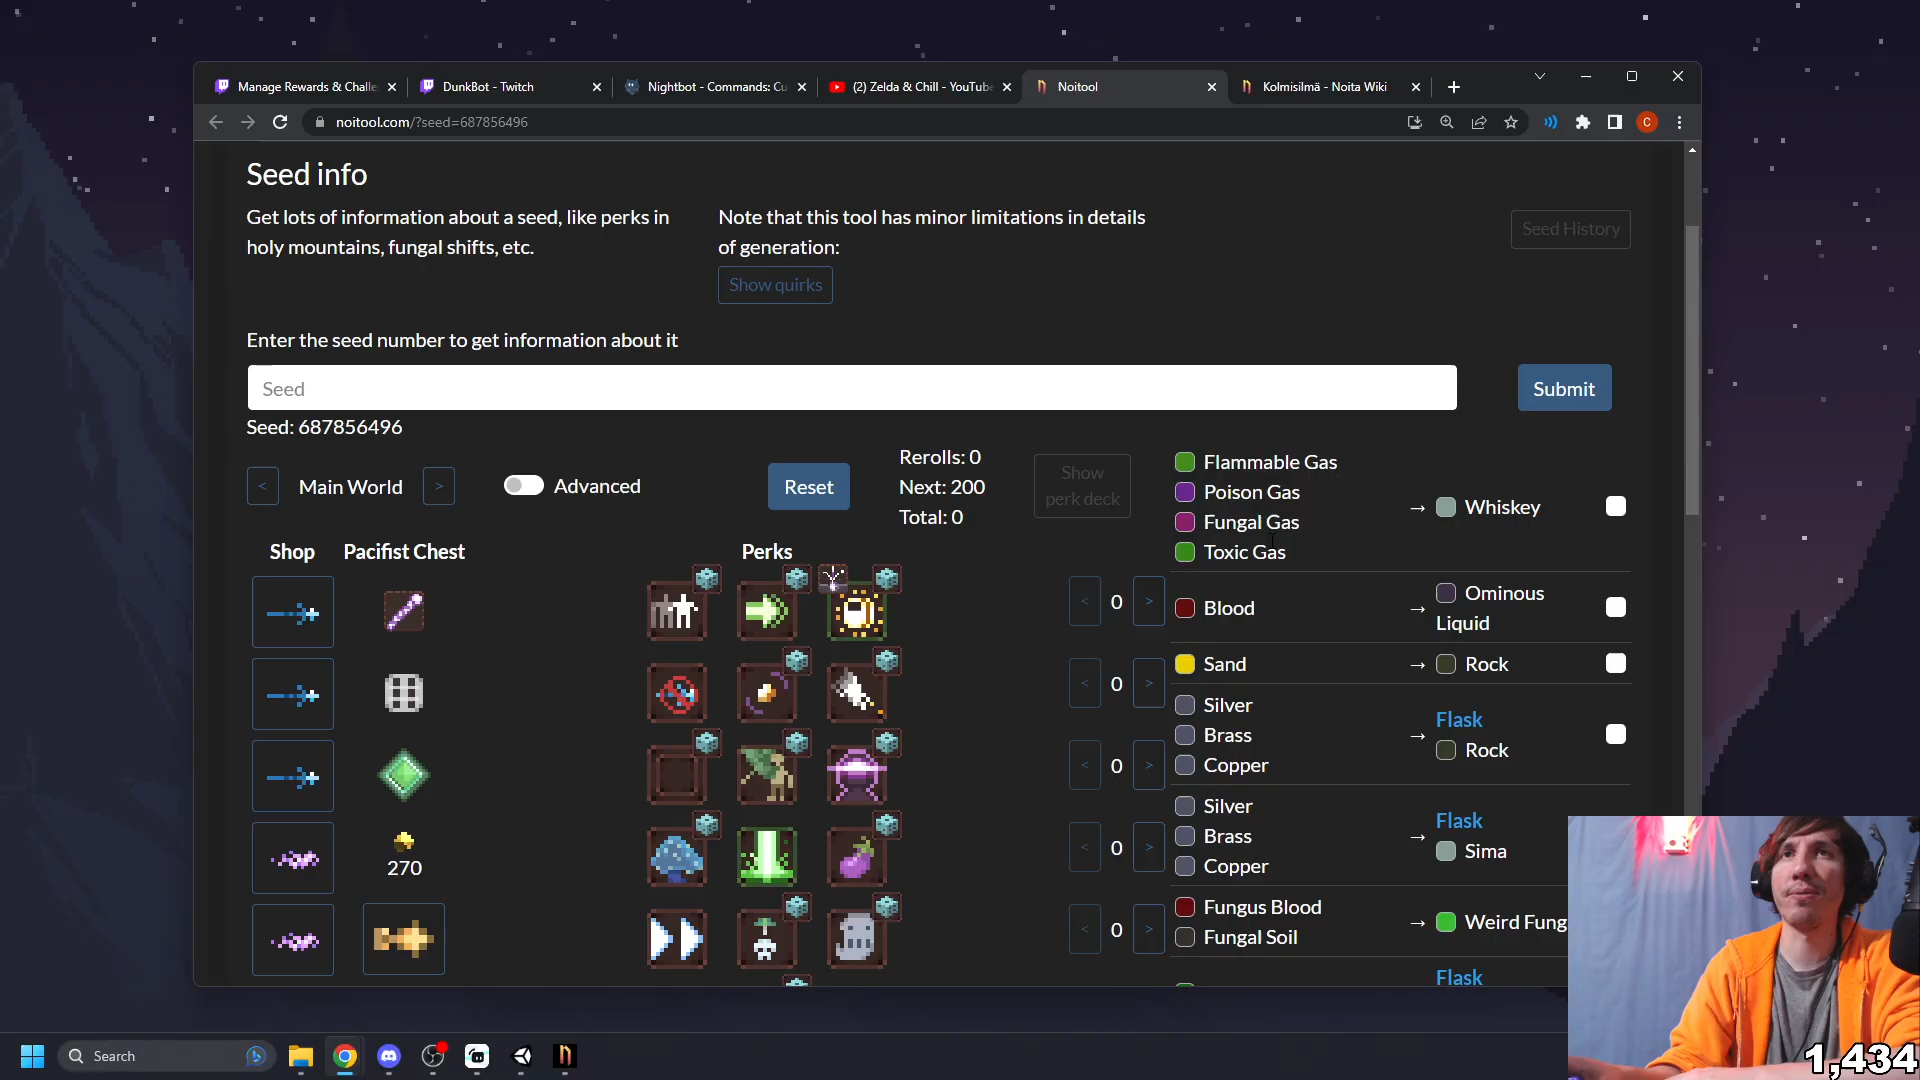 Manage Rewards & Challe
DunkBot - Twitch
Nightbot - Commands: Cu
(2) Zelda & Chill - YouTube
Noitool
Kolmisilmä - Noita Wiki
noitool.com/?seed=687856496
C
Seed info
Get lots of information about a seed, like perks in
holy mountains, fungal shifts, etc.
Note that this tool has minor limitations in details
of generation:
Show quirks
Seed History
Enter the seed number to get information about it
Seed
Submit
Seed: 687856496
< Main World >
Advanced
Reset
Rerolls: 0
Next: 200
Total: 0
Show
perk deck
Shop
Pacifist Chest
Perks
270
< 0 >
< 0 >
< 0 >
< 0 >
< 0 >
Flammable Gas
Poison Gas
Fungal Gas
Toxic Gas
→ Whiskey
Blood
→ Ominous
Liquid
Sand → Rock
Silver
Brass
Copper
→ Flask
Rock
Silver
Brass
Copper
→ Flask
Sima
Fungus Blood
Fungal Soil
→ Weird Fung
Flask
Search
1,434